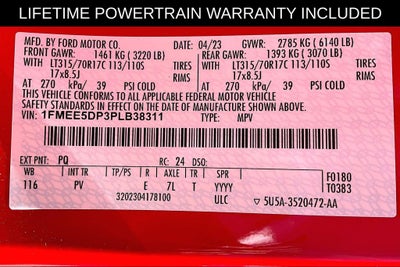 LIFETIME POWERTRAIN WARRANTY INCLUDED
MFD. BY FORD MOTOR CO. 04/23 GVWR: 2785 KG ( 6140 LB)
FRONT GAWR: 1461 KG ( 3220 LB) REAR GAWR: 1393 KG ( 3070 LB)
WITH WITH
LT315/70R17C 113/110S TIRES LT315/70R17C 113/110S TIRES
17x8.5J RIMS 17x8.5J RIMS
AT 270 kPa/ 39 PSI COLD AT 270 kPa/ 39 PSI COLD
THIS VEHICLE CONFORMS TO ALL APPLICABLE FEDERAL MOTOR VEHICLE
SAFETY STANDARDS IN EFFECT ON THE DATE OF MANUFACTURE SHOWN ABOVE.
VIN: 1FMEE5DP3PLB38311 TYPE: MPV
EXT PNT: PQ RC: 24 DSO:
WB INT TR TP/PS R AXLE TR SPR F0180
116 PV E 7L T YYYY T0383
3202304178100 ULC 5U5A-3520472-AA